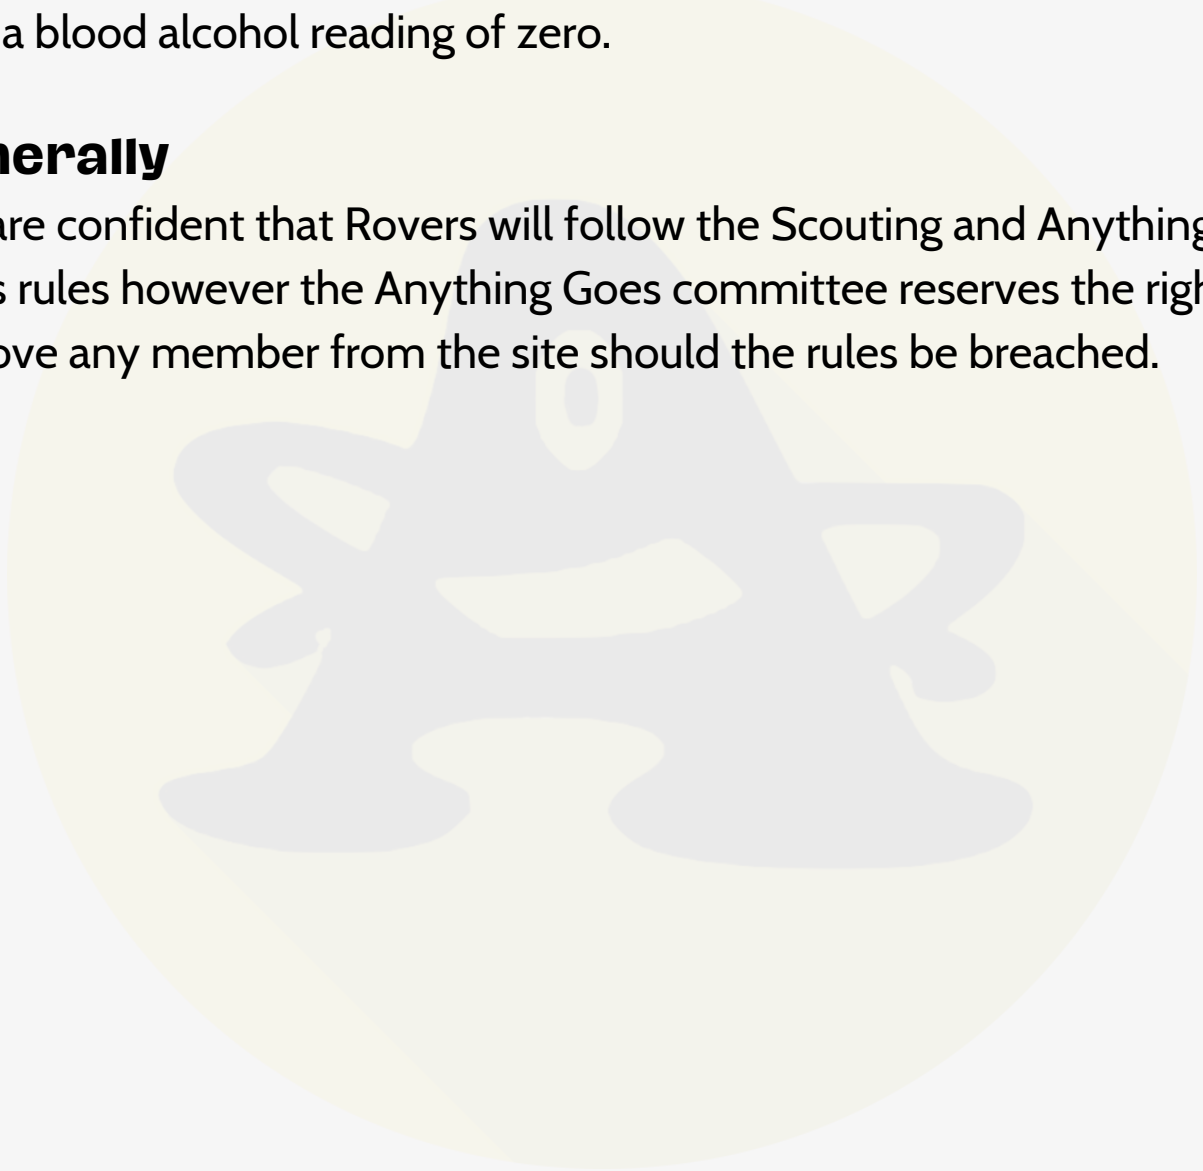 a blood alcohol reading of zero.
nerally
are confident that Rovers will follow the Scouting and Anything
s rules however the Anything Goes committee reserves the righ
ove any member from the site should the rules be breached.